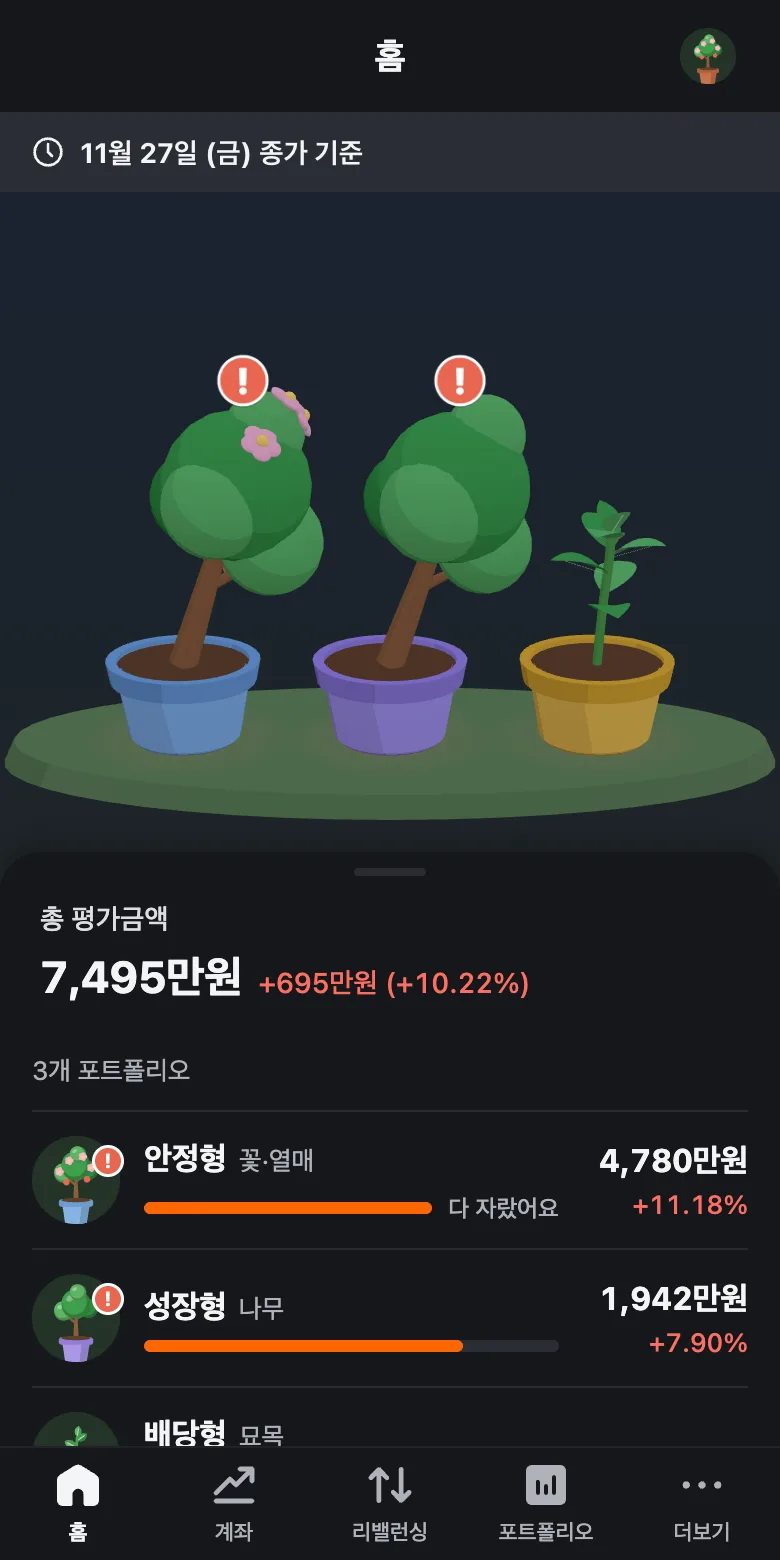 홈
11월 27일 (금) 종가 기준
!
!
총 평가금액
7,495만원 +695만원 (+10.22%)
3개 포트폴리오
!
안정형 꽃·열매
4,780만원
다 자랐어요
+11.18%
!
성장형 나무
1,942만원
+7.90%
배당형 묘목
홈
계좌
리밸런싱
포트폴리오
더보기